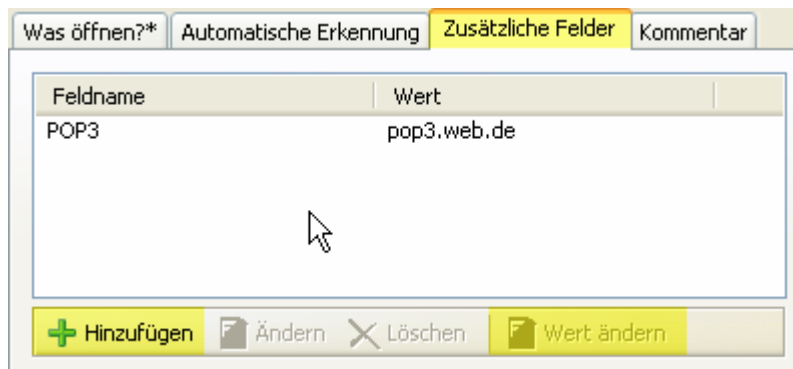 Was öffnen?* Automatische Erkennung Zusätzliche Felder Kommentar
Feldname Wert
POP3 pop3.web.de
Hinzufügen Ändern Löschen Wert ändern